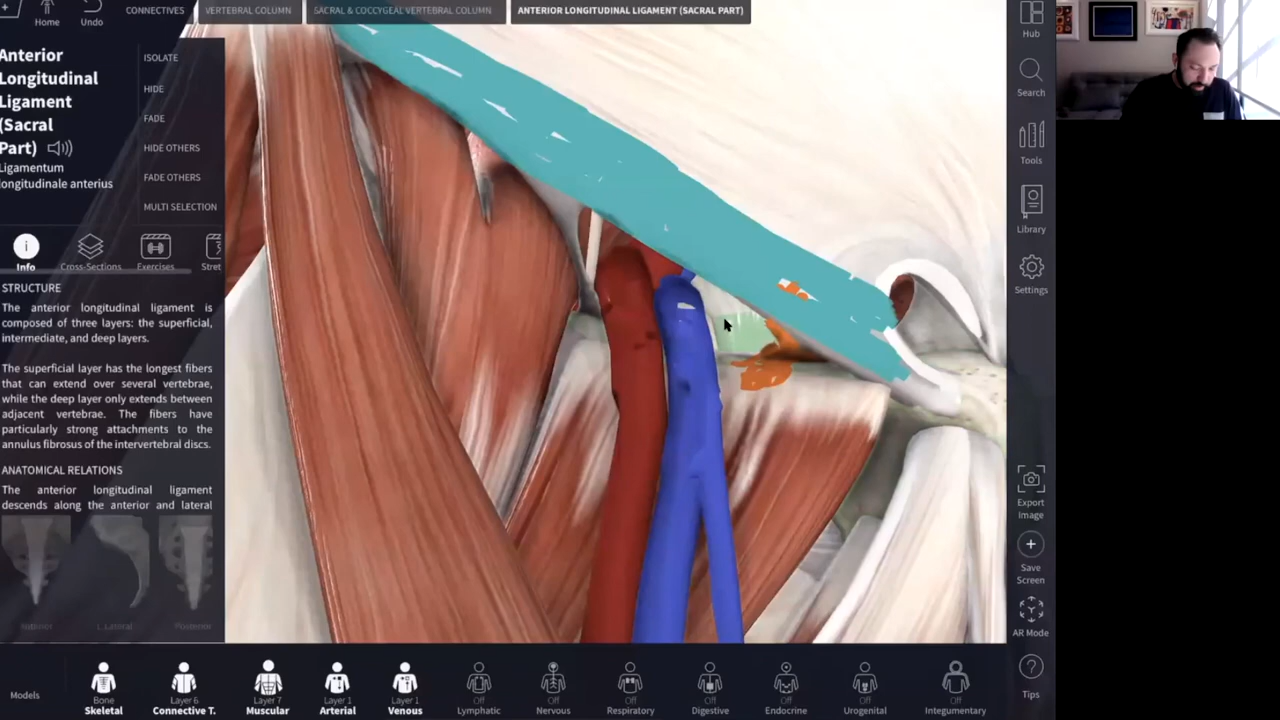 CONNECTIVES
VERTEBRAL COLUMN
SACRAL & COCCYGEAL VERTEBRAL COLUMN
ANTERIOR LONGITUDINAL LIGAMENT (SACRAL PART)
Home
Undo
Anterior
Longitudinal
Ligament
(Sacral
Part)
Ligamentum
longitudinale anterius
ISOLATE
HIDE
FADE
HIDE OTHERS
FADE OTHERS
MULTI SELECTION
Info
Cross-Sections
Exercises
Stret
STRUCTURE
The anterior longitudinal ligament is
composed of three layers: the superficial,
intermediate, and deep layers.
The superficial layer has the longest fibers
that can extend over several vertebrae,
while the deep layer only extends between
adjacent vertebrae. The fibers have
particularly strong attachments to the
annulus fibrosus of the intervertebral discs.
ANATOMICAL RELATIONS
The anterior longitudinal ligament
descends along the anterior and lateral
Anterior
L. Lateral
Posterior
Hub
Search
Tools
Library
Settings
Export
Image
Save
Screen
AR Mode
Tips
Models
Bone
Skeletal
Layer 6
Connective T.
Layer 7
Muscular
Layer 1
Arterial
Layer 1
Venous
Off
Lymphatic
Off
Nervous
Off
Respiratory
Off
Digestive
Off
Endocrine
Off
Urogenital
Off
Integumentary